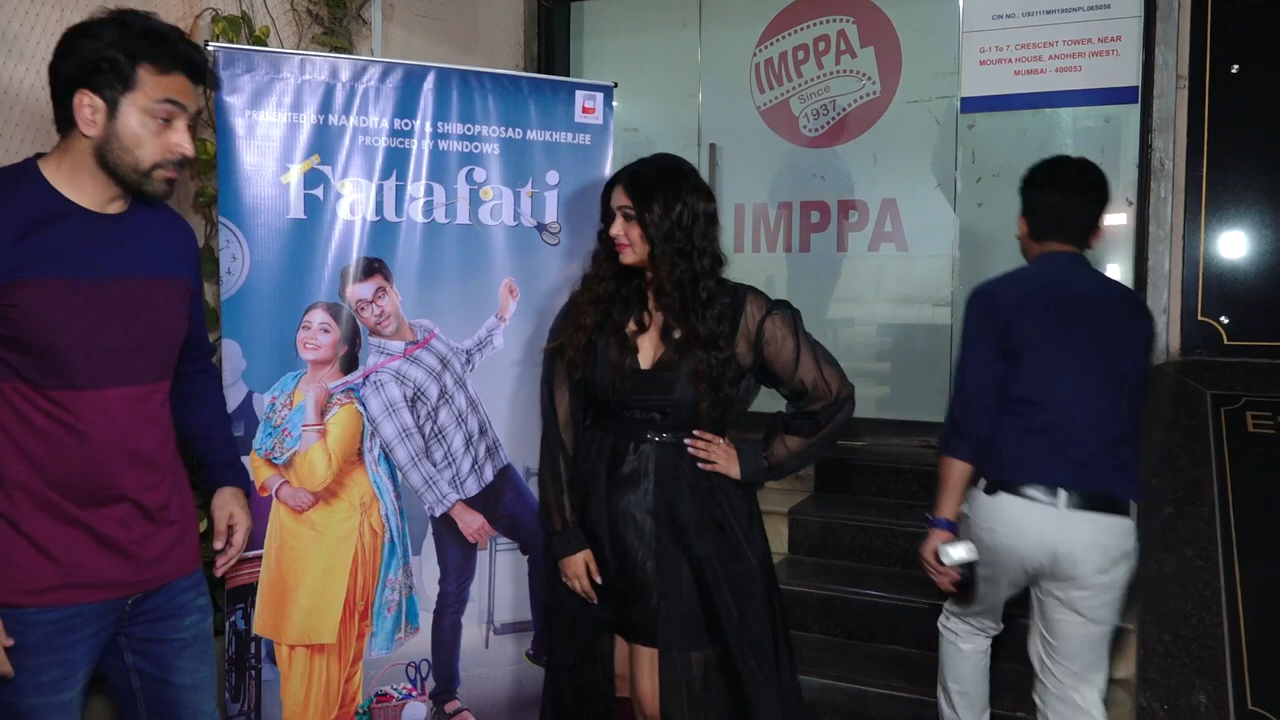 PRESENTED BY NANDITA ROY & SHIBOPROSAD MUKHERJEE
PRODUCED BY WINDOWS
Fatafati
IMPPA
Since
1937.
IMPPA
CIN NO.: U92111MH1992NPL065056
G-1 To 7, CRESCENT TOWER, NEAR
MOURYA HOUSE, ANDHERI (WEST),
MUMBAI - 400053
E